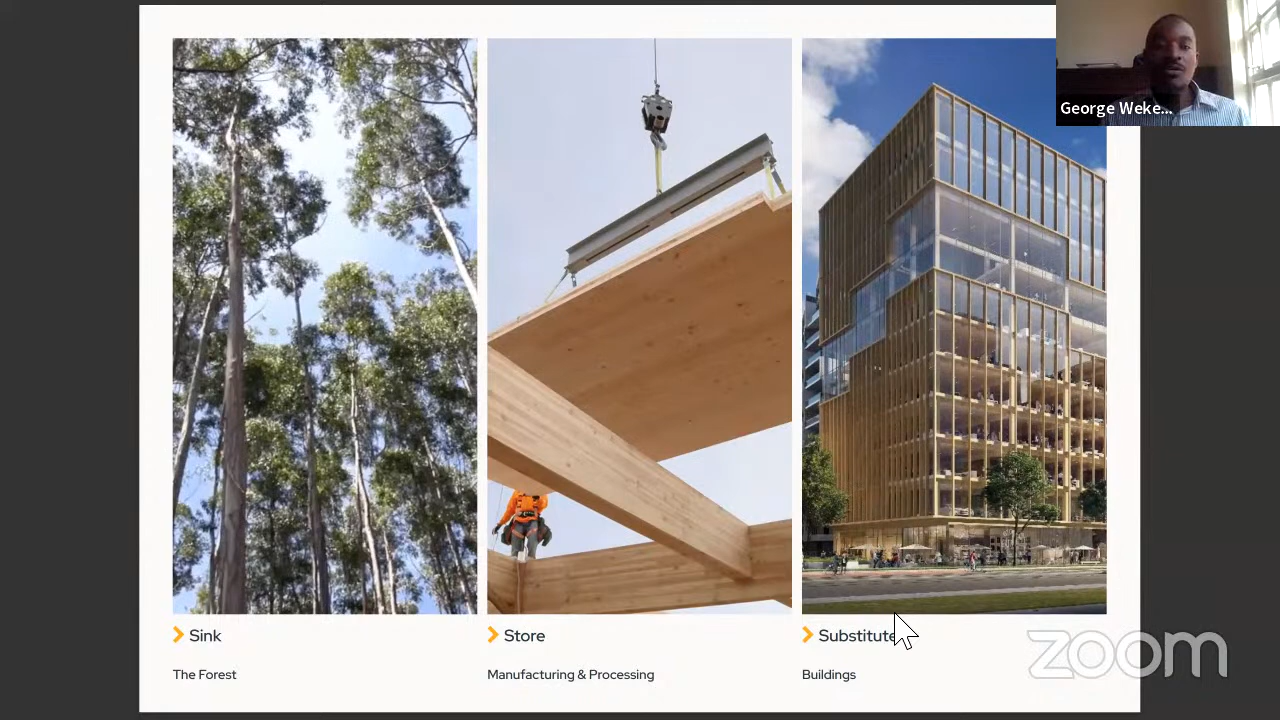 George Weke...
Sink
Store
Substitute
The Forest
Manufacturing & Processing
Buildings
zoom